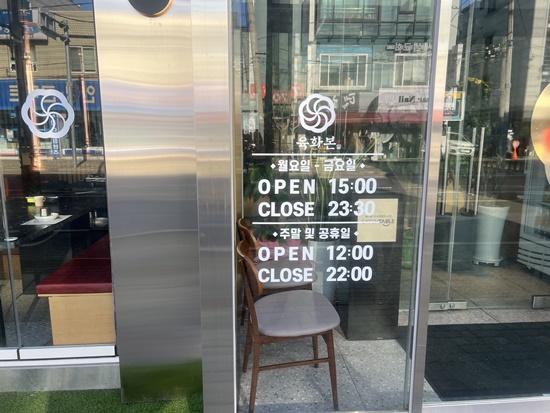 육화본
월요일 - 금요일
OPEN 15:00
CLOSE 23:30
주말 및 공휴일
OPEN 12:00
CLOSE 22:00